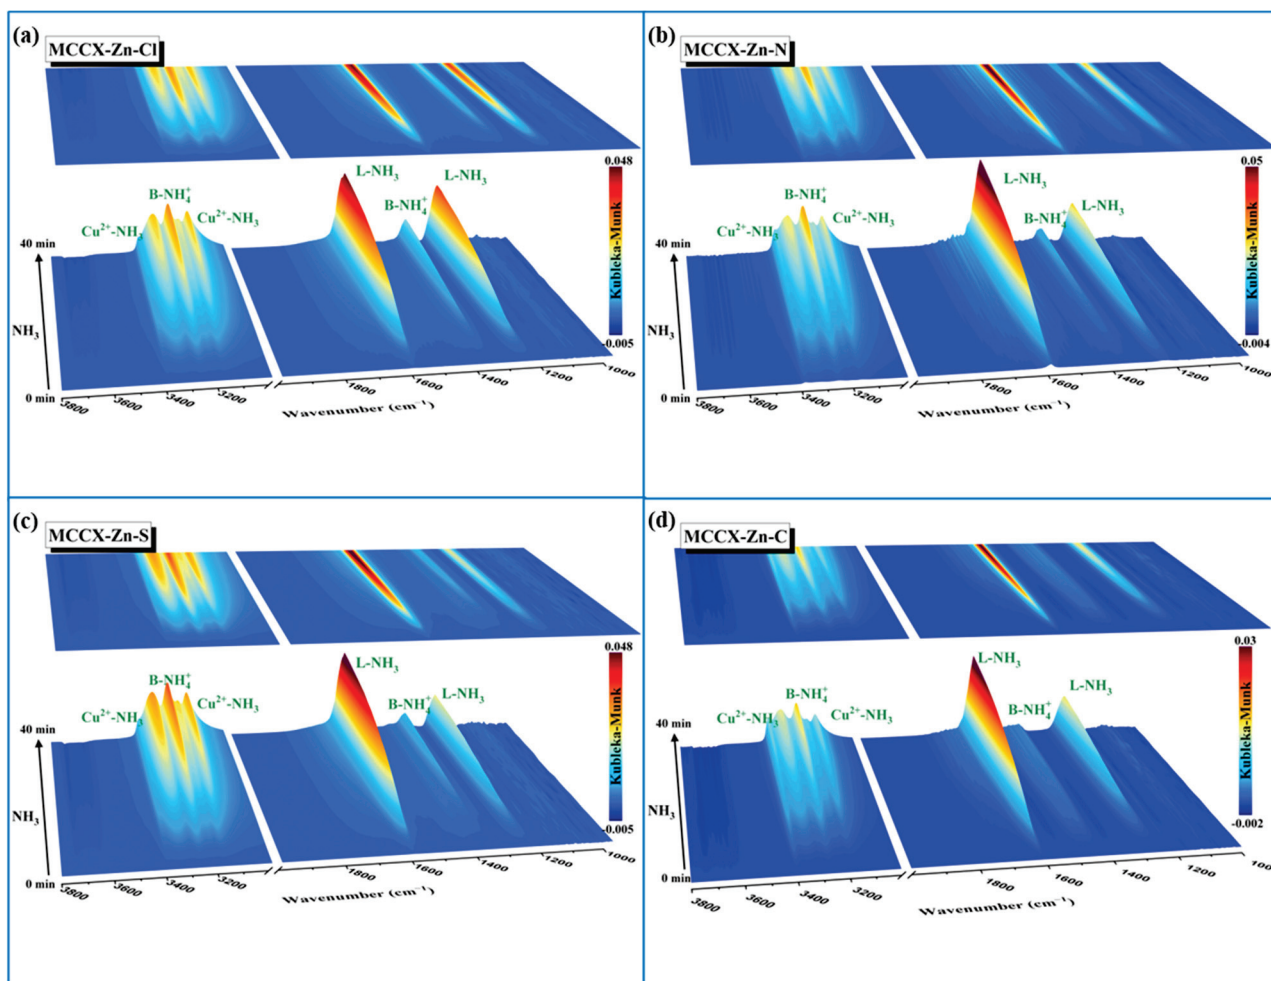 (a)
MCCX-Zn-Cl
L-NH₃
L-NH₃
B-NH₄⁺
B-NH₄⁺
Cu²⁺-NH₃
Cu²⁺-NH₃
40 min
NH₃
0 min
3800
3600
3400
3200
1800
1600
1400
1200
1000
Wavenumber (cm⁻¹)
0.048
Kubleka-Munk
-0.005
(b)
MCCX-Zn-N
L-NH₃
B-NH₄⁺
L-NH₃
B-NH₄⁺
Cu²⁺-NH₃
Cu²⁺-NH₃
40 min
NH₃
0 min
3800
3600
3400
3200
1800
1600
1400
1200
1000
Wavenumber (cm⁻¹)
0.05
Kubleka-Munk
-0.004
(c)
MCCX-Zn-S
L-NH₃
B-NH₄⁺
L-NH₃
B-NH₄⁺
Cu²⁺-NH₃
Cu²⁺-NH₃
40 min
NH₃
0 min
3800
3600
3400
3200
1800
1600
1400
1200
1000
Wavenumber (cm⁻¹)
0.048
Kubleka-Munk
-0.005
(d)
MCCX-Zn-C
L-NH₃
B-NH₄⁺
L-NH₃
B-NH₄⁺
Cu²⁺-NH₃
Cu²⁺-NH₃
40 min
NH₃
0 min
3800
3600
3400
3200
1800
1600
1400
1200
100
Wavenumber (cm⁻¹)
0.03
Kubleka-Munk
-0.002